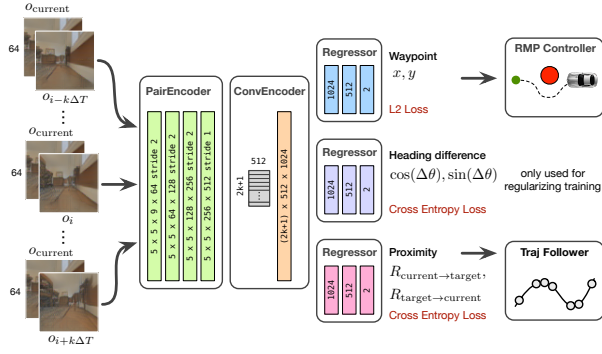 o_current
64
o_{i−kΔT}
⋮
o_current
64
o_i
⋮
o_current
64
o_{i+kΔT}
PairEncoder
5 x 5 x 9 x 64 stride 2
5 x 5 x 64 x 128 stride 2
5 x 5 x 128 x 256 stride 2
5 x 5 x 256 x 512 stride 1
ConvEncoder
512
2k+1
⋮
(2k+1) x 512 x 1024
Regressor
1024
512
2
Waypoint
x, y
L2 Loss
RMP Controller
Regressor
1024
512
2
Heading difference
cos(Δθ), sin(Δθ)
Cross Entropy Loss
only used for
regularizing training
Regressor
1024
512
2
Proximity
R_{current→target},
R_{target→current}
Cross Entropy Loss
Traj Follower